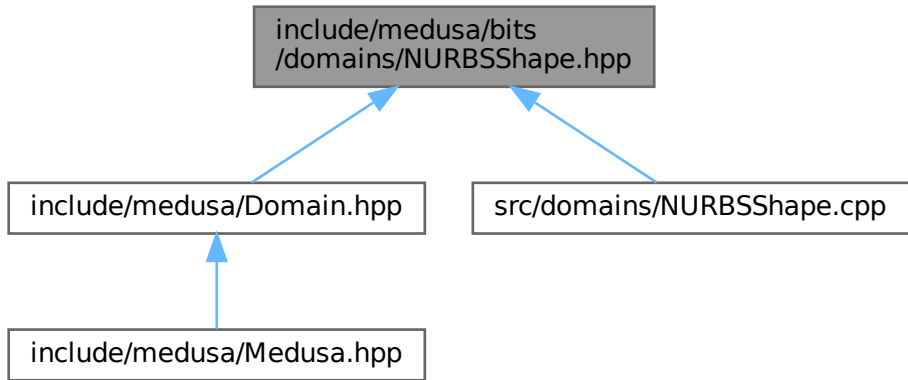 include/medusa/bits
/domains/NURBSShape.hpp
include/medusa/Domain.hpp
src/domains/NURBSShape.cpp
include/medusa/Medusa.hpp